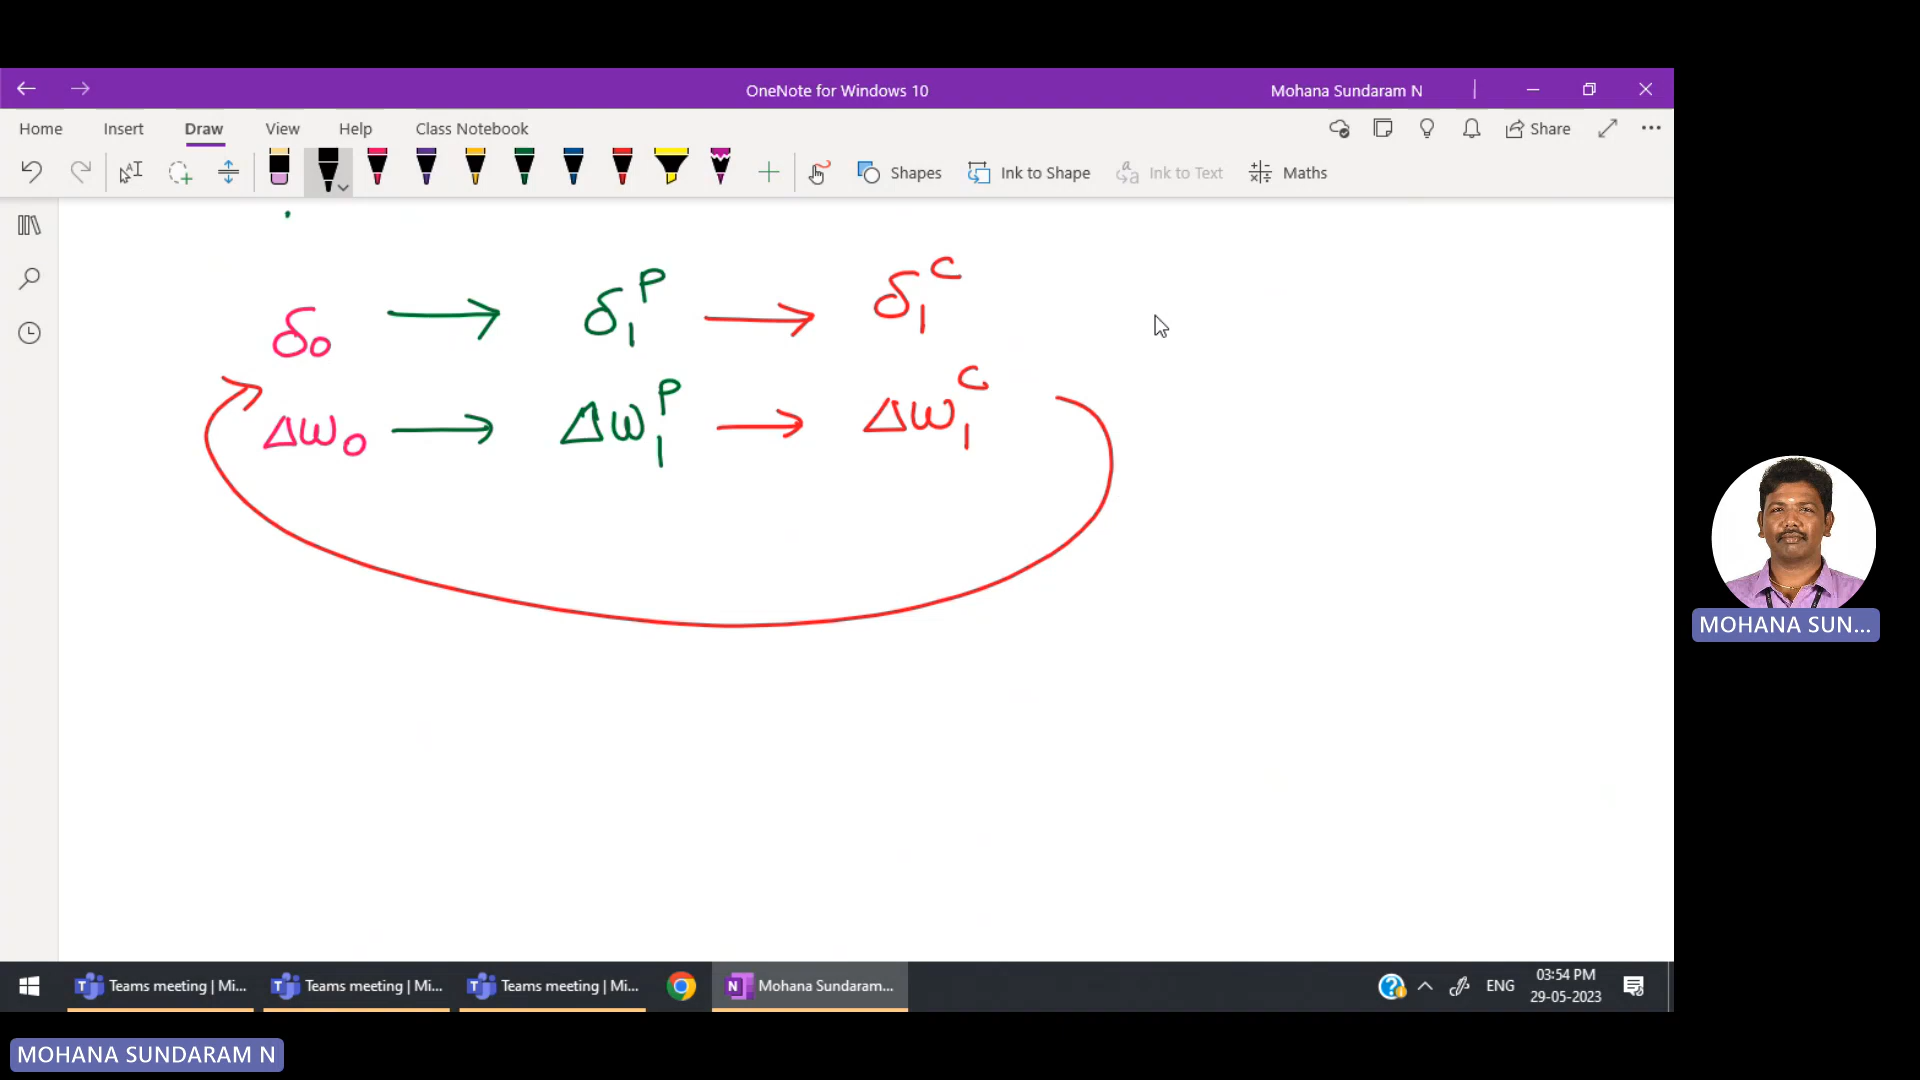 OneNote for Windows 10
Mohana Sundaram N
Home Insert Draw View Help Class Notebook
Share
Shapes Ink to Shape Ink to Text Maths
δ₀ → δ₁ᴾ → δ₁ᶜ
Δω₀ → Δω₁ᴾ → Δω₁ᶜ
MOHANA SUN...
Teams meeting | Mi... Teams meeting | Mi... Teams meeting | Mi... Mohana Sundaram... ENG 03:54 PM
29-05-2023
MOHANA SUNDARAM N